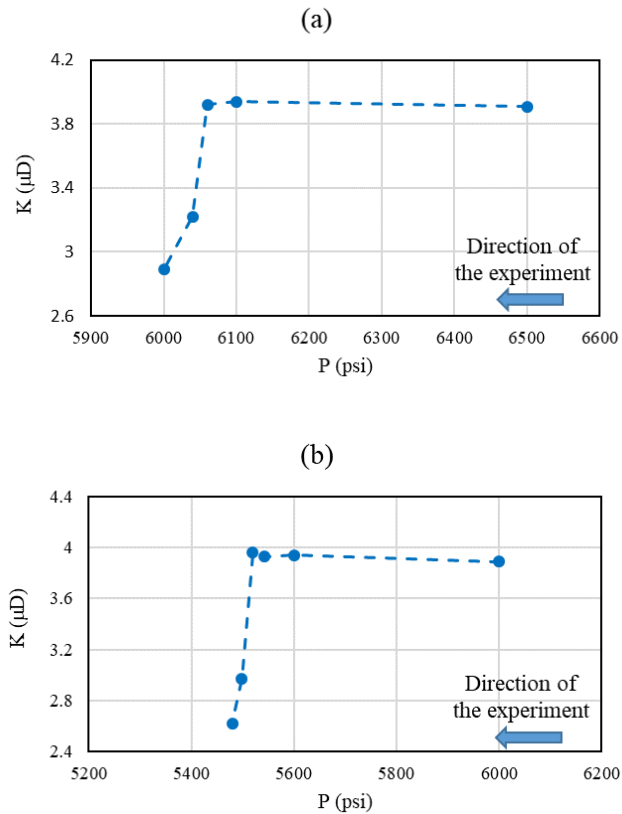 (a)
4.2
3.8
3.4
3
2.6
K (μD)
Direction of
the experiment
5900 6000 6100 6200 6300 6400 6500 6600
P (psi)
(b)
4.4
4
3.6
3.2
2.8
2.4
K (μD)
Direction of
the experiment
5200 5400 5600 5800 6000 6200
P (psi)